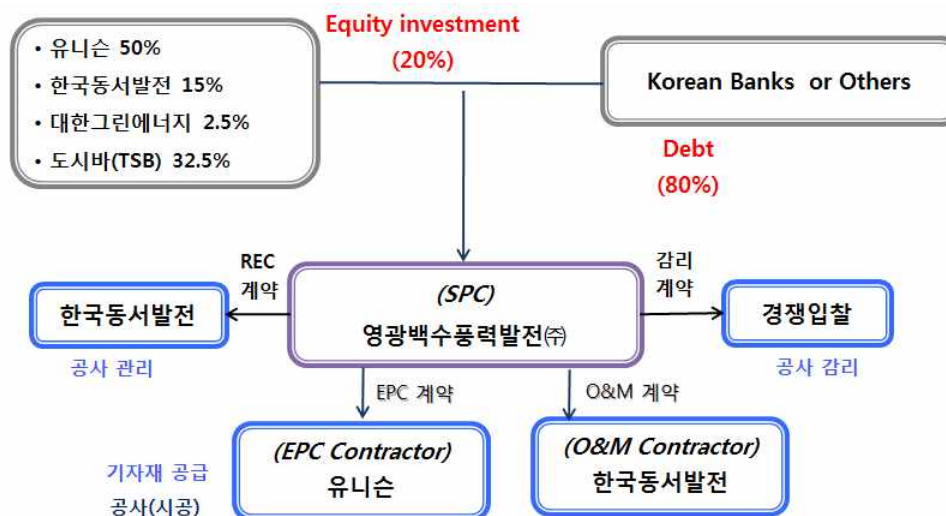 Equity investment
(20%)
• 유니슨 50%
• 한국동서발전 15%
• 대한그린에너지 2.5%
• 도시바(TSB) 32.5%
Korean Banks or Others
Debt
(80%)
REC
계약
감리
계약
한국동서발전
공사 관리
(SPC)
영광백수풍력발전㈜
경쟁입찰
공사 감리
EPC 계약
O&M 계약
기자재 공급
공사(시공)
(EPC Contractor)
유니슨
(O&M Contractor)
한국동서발전